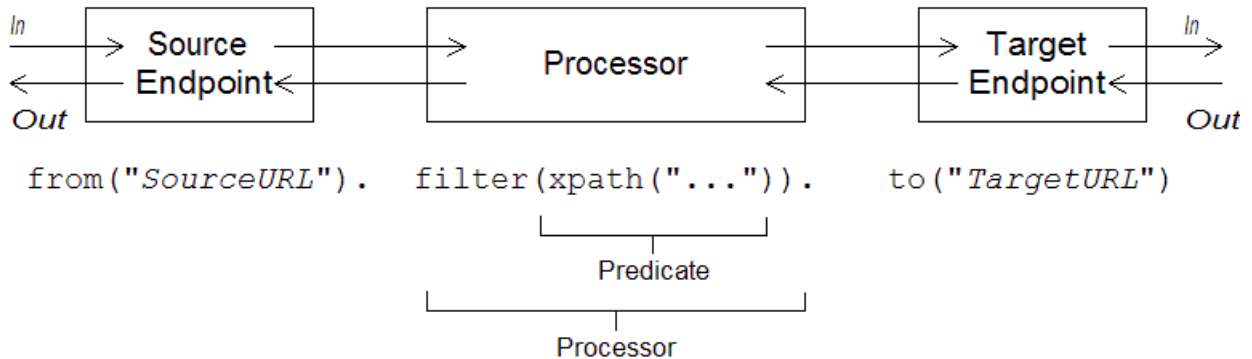 In
Source
Endpoint
Out
Processor
In
Target
Endpoint
Out
from("SourceURL"). filter(xpath("...")). to("TargetURL")
Predicate
Processor